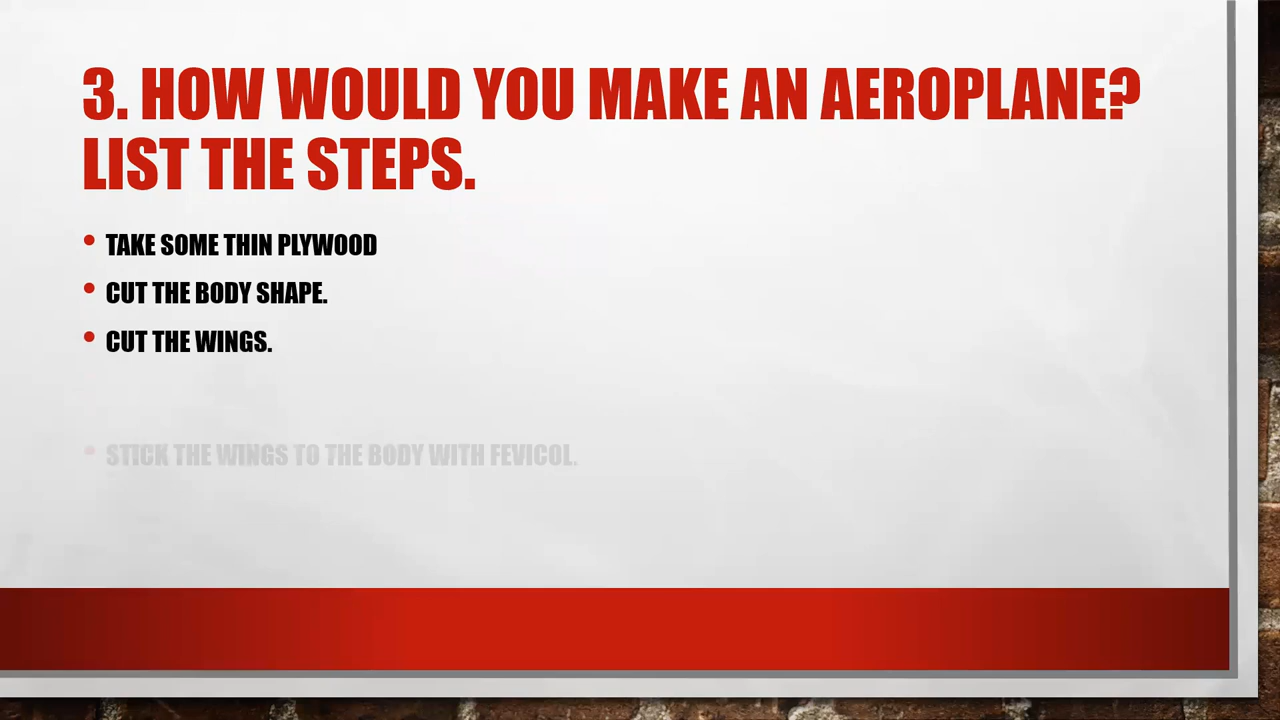 3. HOW WOULD YOU MAKE AN AEROPLANE?
LIST THE STEPS.
• TAKE SOME THIN PLYWOOD
• CUT THE BODY SHAPE.
• CUT THE WINGS.
• STICK THE WINGS TO THE BODY WITH FEVICOL.